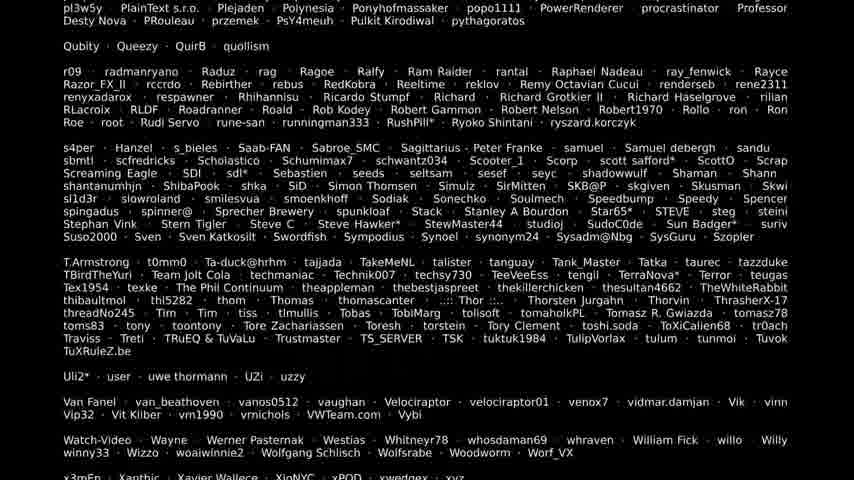 pl3w5y · PlainText s.r.o. · Plejaden · Polynesia · Ponyhofmassaker · popo1111 · PowerRenderer · procrastinator · Professor
Desty Nova · PRouleau · przemek · PsY4meuh · Pulkit Kirodiwal · pythagoratos
Qubity · Queezy · QuirB · quollism
r09 · radmanryano · Raduz · rag · Ragoe · Ralfy · Ram Raider · rantal · Raphael Nadeau · ray_fenwick · Rayce
Razor_FX_II · rccrdo · Rebirther · rebus · RedKobra · Reeltime · reklov · Remy Octavian Cucui · renderseb · rene2311
renyxadarox · respawner · Rhihannisu · Ricardo Stumpf · Richard · Richard Grotkier II · Richard Haselgrove · rilian
RLacroix · RLDF · Roadranner · Roald · Rob Kodey · Robert Gammon · Robert Nelson · Robert1970 · Rollo · ron · Ron
Roe · root · Rudi Servo · rune-san · runningman333 · RushPill* · Ryoko Shintani · ryszard.korczyk
s4per · Hanzel · s_bieles · Saab-FAN · Sabroe_SMC · Sagittarius - Peter Franke · samuel · Samuel debergh · sandu
sbmtl · scfredricks · Scholastico · Schumimax7 · schwantz034 · Scooter_1 · Scorp · scott safford* · ScottO · Scrap
Screaming Eagle · SDI · sdl* · Sebastien · seeds · seltsam · sesef · seyc · shadowwulf · Shaman · Shann
shantanumhjn · ShibaPook · shka · SiD · Simon Thomsen · Simulz · SirMitten · SKB@P · skgiven · Skusman · Skwi
sl1d3r · slowroland · smilesvua · smoenkhoff · Sodiak · Sonechko · Soulmech · Speedbump · Speedy · Spencer
spingadus · spinner@ · Sprecher Brewery · spunkloaf · Stack · Stanley A Bourdon · Star65* · STE\/E · steg · steini
Stephan Vink · Stern Tigler · Steve C · Steve Hawker* · StewMaster44 · studioj · SudoC0de · Sun Badger* · suriv
Suso2000 · Sven · Sven Katkosilt · Swordfish · Sympodius · Synoel · synonym24 · Sysadm@Nbg · SysGuru · Szopler
T.Armstrong · t0mm0 · Ta-duck@hrhm · tajjada · TakeMeNL · talister · tanguay · Tank_Master · Tatka · taurec · tazzduke
TBirdTheYuri · Team Jolt Cola · techmaniac · Technik007 · techsy730 · TeeVeeEss · tengil · TerraNova* · Terror · teugas
Tex1954 · texke · The Phil Continuum · theappleman · thebestjaspreet · thekillerchicken · thesultan4662 · TheWhiteRabbit
thibaultmol · thl5282 · thom · Thomas · thomascanter · ..:: Thor ::.. · Thorsten Jurgahn · Thorvin · ThrasherX-17
threadNo245 · Tim · Tim · tiss · tlmullis · Tobas · TobiMarg · tolisoft · tomaholkPL · Tomasz R. Gwiazda · tomasz78
toms83 · tony · toontony · Tore Zachariassen · Toresh · torstein · Tory Clement · toshi.soda · ToXiCalien68 · tr0ach
Traviss · Treti · TRuEQ & TuVaLu · Trustmaster · TS_SERVER · TSK · tuktuk1984 · TulipVorlax · tulum · tunmoi · Tuvok
TuXRuleZ.be
Uli2* · user · uwe thormann · UZi · uzzy
Van Fanel · van_beathoven · vanos0512 · vaughan · Velociraptor · velociraptor01 · venox7 · vidmar.damjan · Vik · vinn
Vip32 · Vit Kliber · vm1990 · vrnichols · VWTeam.com · Vybi
Watch-Video · Wayne · Werner Pasternak · Westias · Whitneyr78 · whosdaman69 · whraven · William Fick · willo · Willy
winny33 · Wizzo · woaiwinnie2 · Wolfgang Schlisch · Wolfsrabe · Woodworm · Worf_VX
x3mEn · Xanthic · Xavier Wallece · XJoNYC · xPOD · xwedgex · xyz